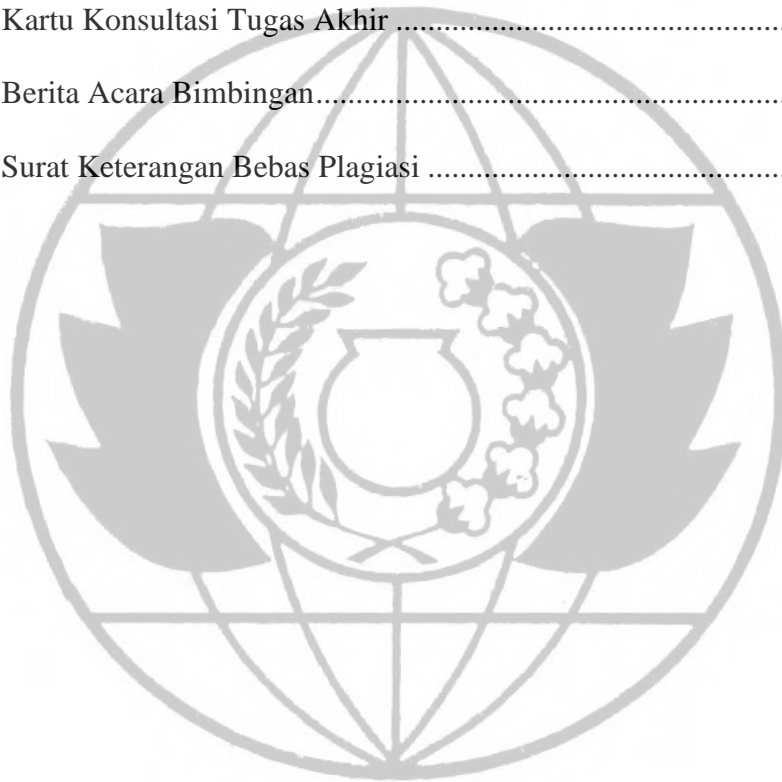 Kartu Konsultasi Tugas Akhir ................................................
Berita Acara Bimbingan..........................................................
Surat Keterangan Bebas Plagiasi ............................................